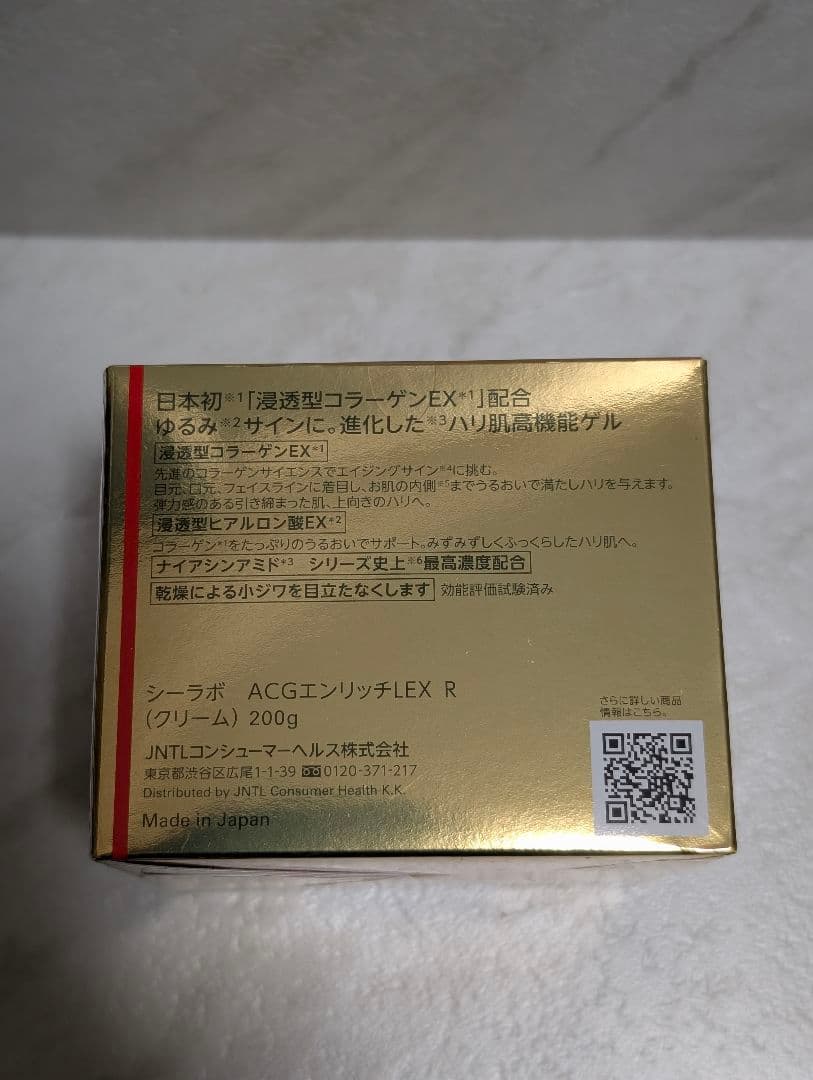 日本初※1「浸透型コラーゲンEX*1」配合
ゆるみ※2サインに。進化した※3ハリ肌高機能ゲル
浸透型コラーゲンEX*1
先進のコラーゲンサイエンスでエイジングサイン※4に挑む。
目元、口元、フェイスラインに着目し、お肌の内側※5までうるおいで満たしハリを与えます。
弾力感のある引き締まった肌、上向きのハリへ。
浸透型ヒアルロン酸EX*2
コラーゲン*1をたっぷりのうるおいでサポート。みずみずしくふっくらしたハリ肌へ。
ナイアシンアミド*3 シリーズ史上※6最高濃度配合
乾燥による小ジワを目立たなくします 効能評価試験済み
シーラボ ACGエンリッチLEX R
(クリーム) 200g
JNTLコンシューマーヘルス株式会社
東京都渋谷区広尾1-1-39 0120-371-217
Distributed by JNTL Consumer Health K.K.
Made in Japan
さらに詳しい商品
情報はこちら。